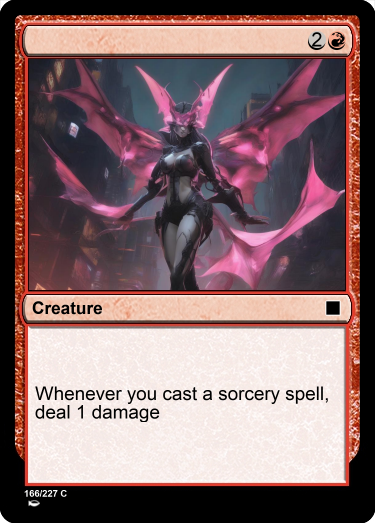 2
Creature
Whenever you cast a sorcery spell,
deal 1 damage
166/227 C